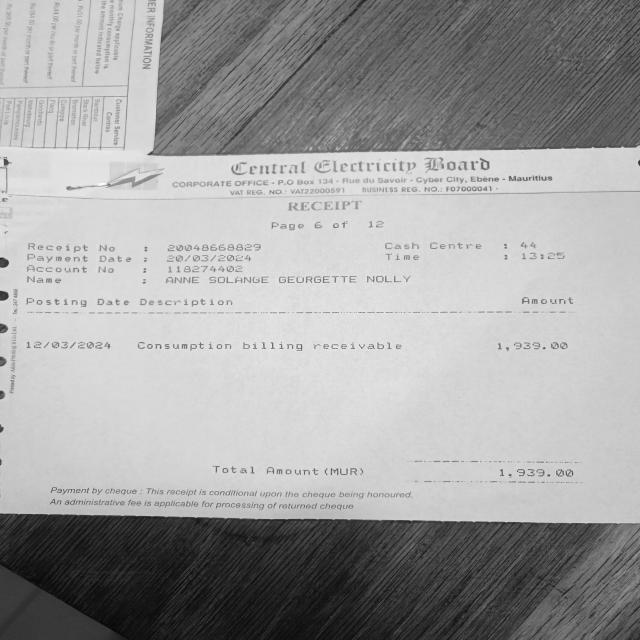 ER INFORMATION
Customer Service
Centres
Central Electricity Board
CORPORATE OFFICE - P.O Box 134 - Rue du Savoir - Cyber City, Ebène - Mauritius
VAT REG. NO.: VAT22000591 BUSINESS REG. NO.: F07000041
RECEIPT
Page 6 of 12
Receipt No : 20048668829 Cash Centre : 44
Payment Date : 20/03/2024 Time : 13:25
Account No : 118274402
Name : ANNE SOLANGE GEORGETTE NOLLY
Posting Date Description Amount
12/03/2024 Consumption billing receivable 1,939.00
Total Amount(MUR) 1,939.00
Payment by cheque : This receipt is conditional upon the cheque being honoured.
An administrative fee is applicable for processing of returned cheque